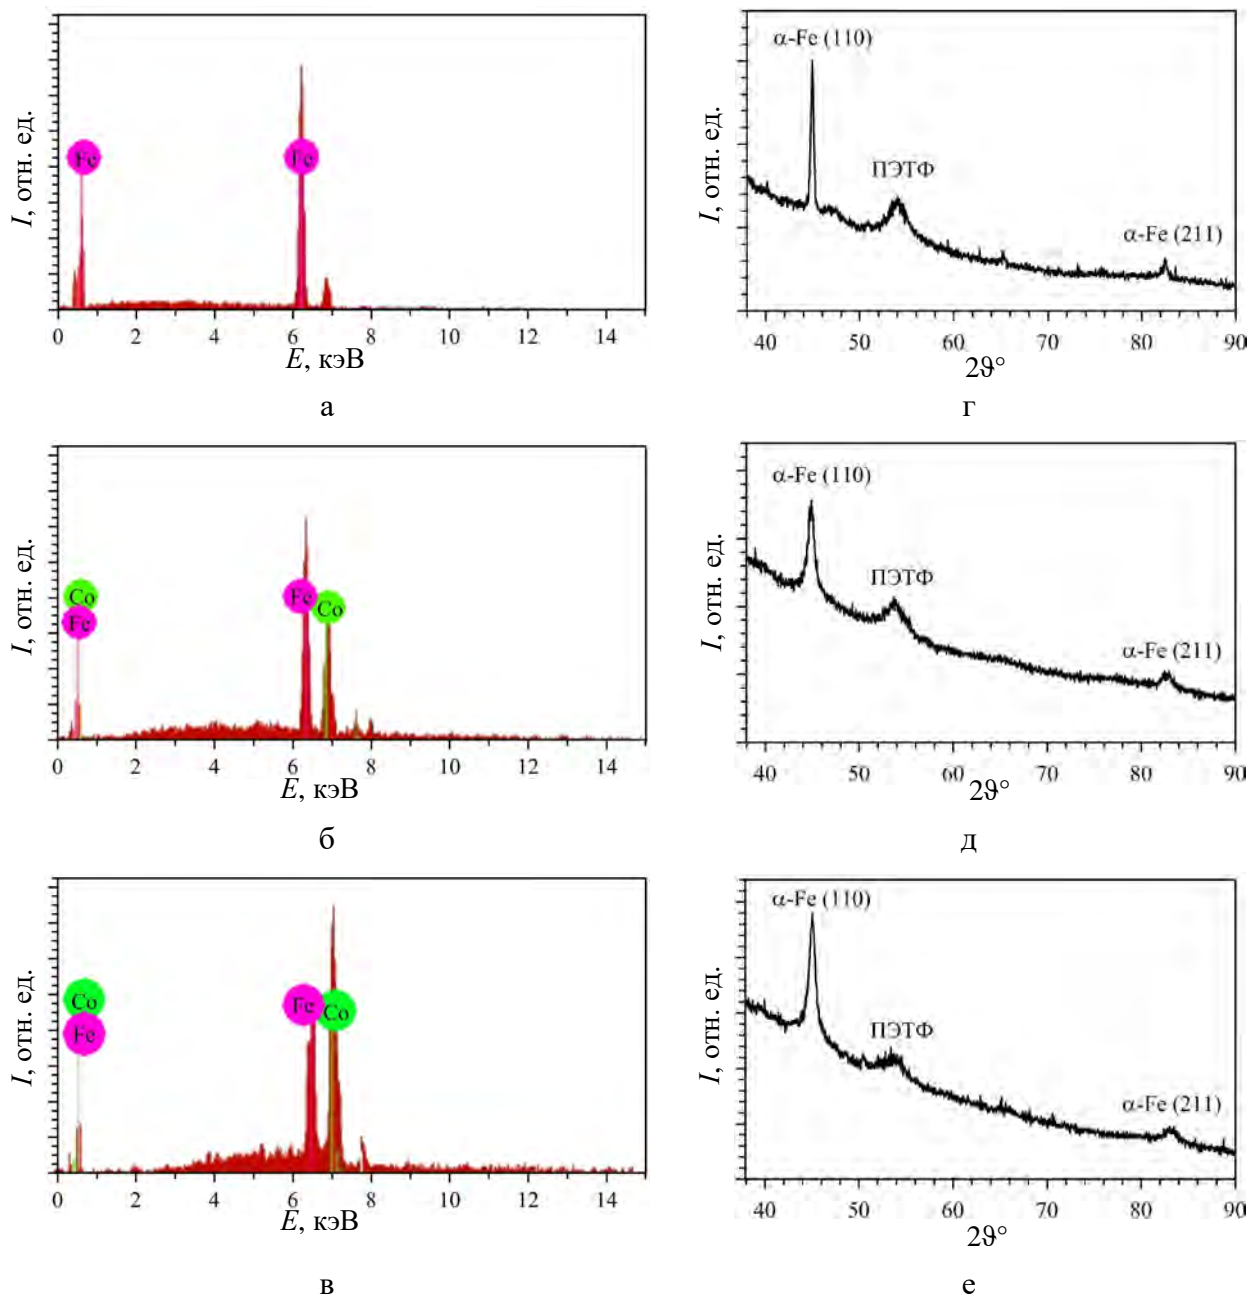 I, отн. ед.
Fe
Fe
0 2 4 6 8 10 12 14
E, кэВ
а
I, отн. ед.
α-Fe (110)
ПЭТФ
α-Fe (211)
40 50 60 70 80 90
2ϑ°
г
I, отн. ед.
Co
Fe
Fe
Co
0 2 4 6 8 10 12 14
E, кэВ
б
I, отн. ед.
α-Fe (110)
ПЭТФ
α-Fe (211)
40 50 60 70 80 90
2ϑ°
д
I, отн. ед.
Co
Fe
Fe
Co
0 2 4 6 8 10 12 14
E, кэВ
в
I, отн. ед.
α-Fe (110)
ПЭТФ
α-Fe (211)
40 50 60 70 80 90
2ϑ°
е